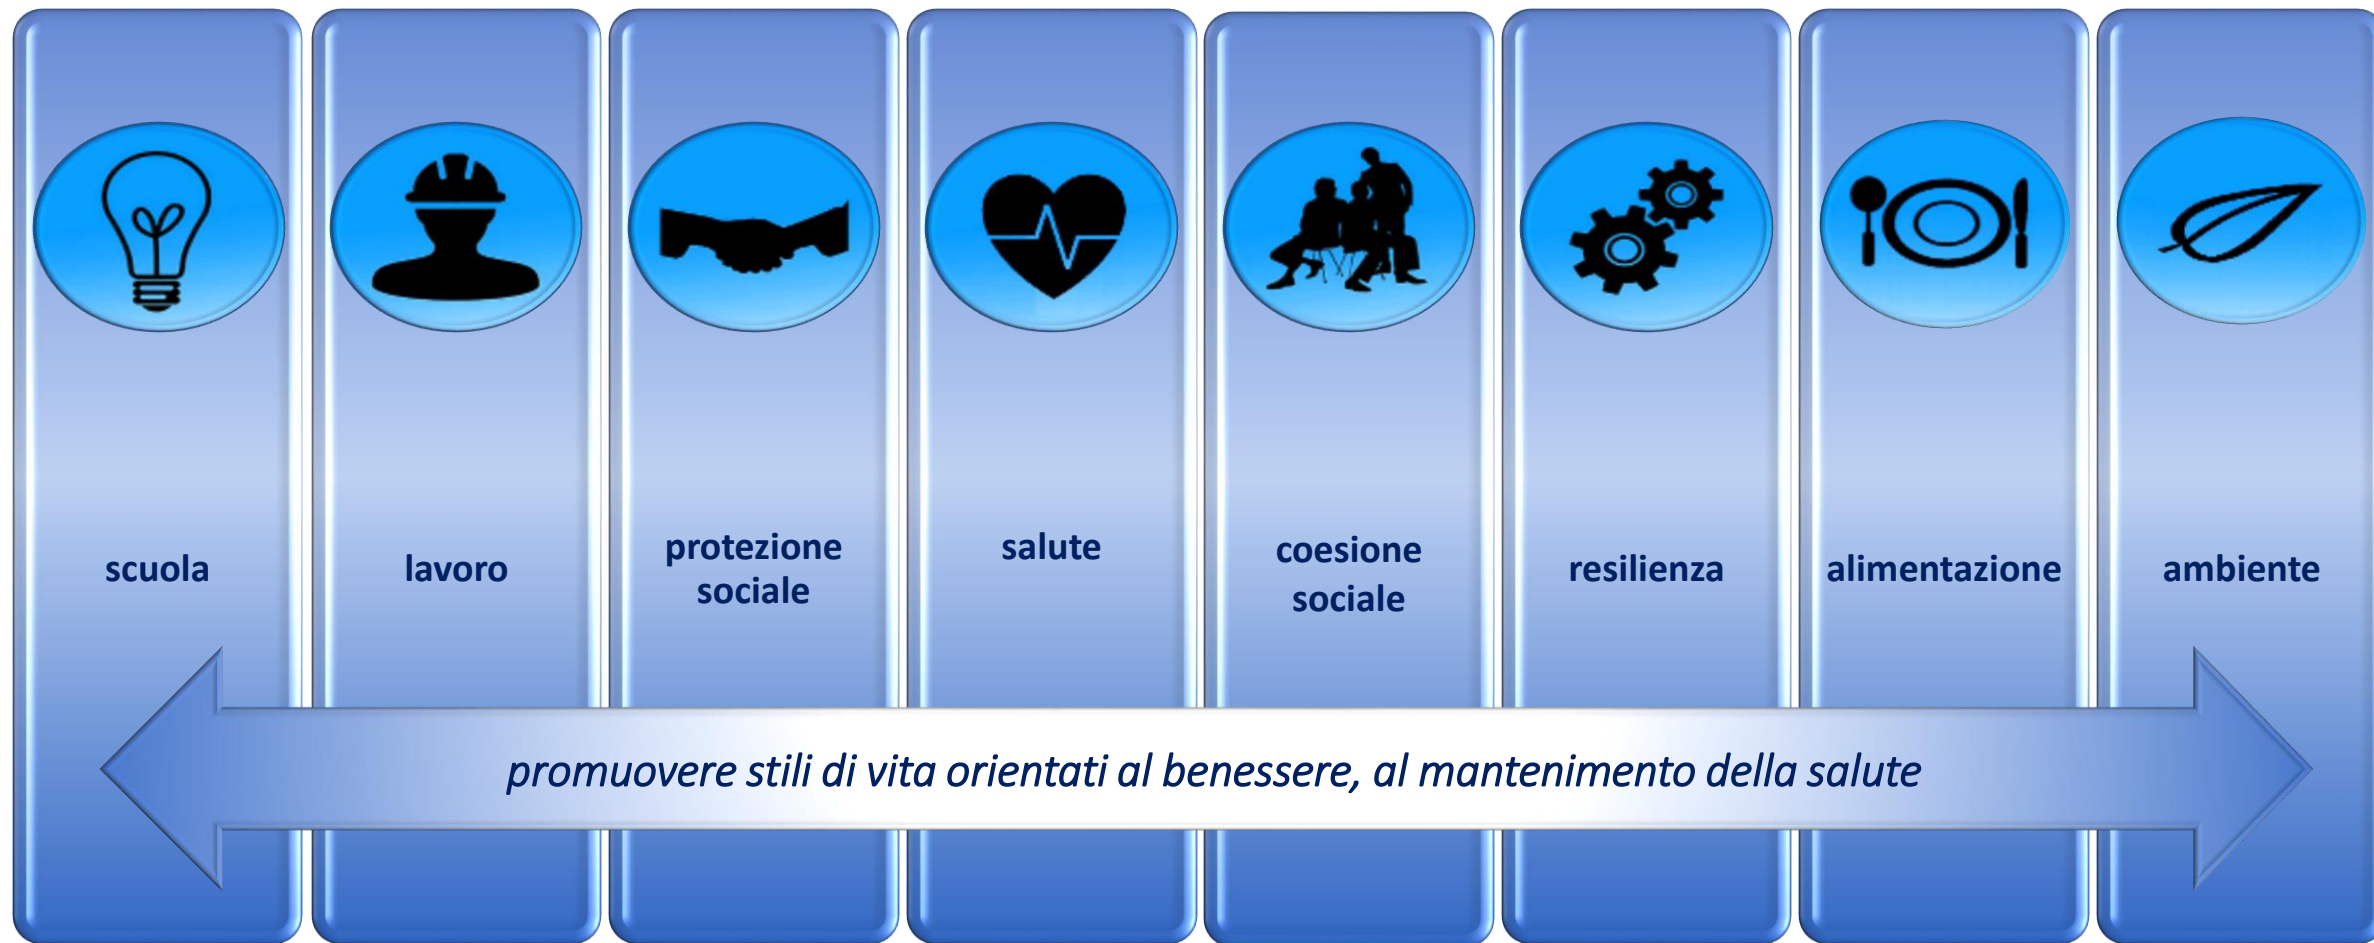 scuola
lavoro
protezione
sociale
salute
coesione
sociale
resilienza
alimentazione
ambiente
promuovere stili di vita orientati al benessere, al mantenimento della salute